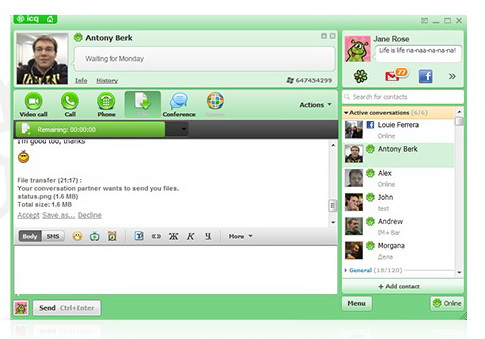 icq
Antony Berk
Waiting for Monday
Info History
647454299
Video call
Call
Phone
Conference
Actions
Remaining: 00:00:00
I'm good too, thanks
File transfer (21:17) :
Your conversation partner wants to send you files.
status.png (1.6 MB)
Total size: 1.6 MB
Accept Save as... Decline
Body SMS Ж К Ч More
Send Ctrl+Enter
Jane Rose
Life is life na-naa-na-na-na!
77
Search for contacts
Active conversations (6/6)
Louie Ferrera
Online
Antony Berk
Alex
Online
John
test
Andrew
IM+Bar
Morgana
Дела
General (18/120)
+ Add contact
Menu
Online